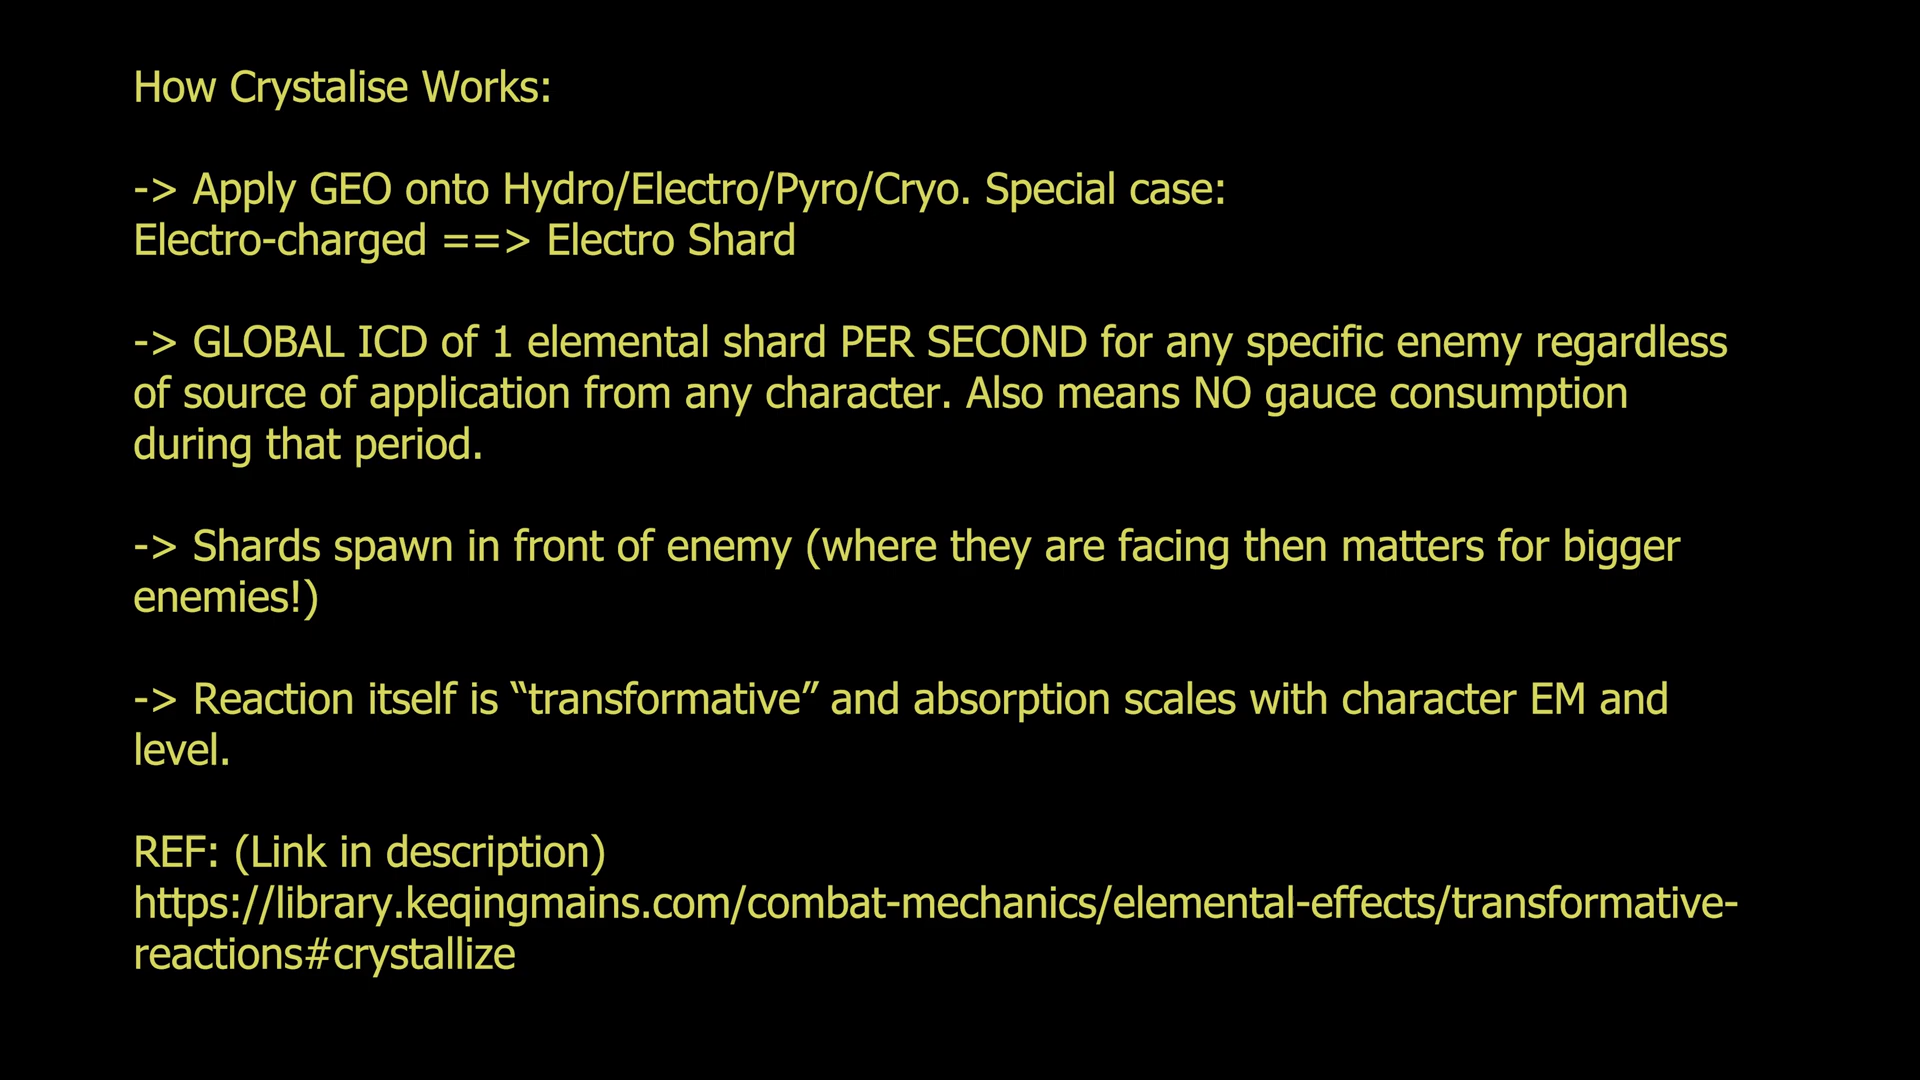 How Crystalise Works:
-> Apply GEO onto Hydro/Electro/Pyro/Cryo. Special case:
Electro-charged ==> Electro Shard
-> GLOBAL ICD of 1 elemental shard PER SECOND for any specific enemy regardless
of source of application from any character. Also means NO gauce consumption
during that period.
-> Shards spawn in front of enemy (where they are facing then matters for bigger
enemies!)
-> Reaction itself is “transformative” and absorption scales with character EM and
level.
REF: (Link in description)
https://library.keqingmains.com/combat-mechanics/elemental-effects/transformative-
reactions#crystallize